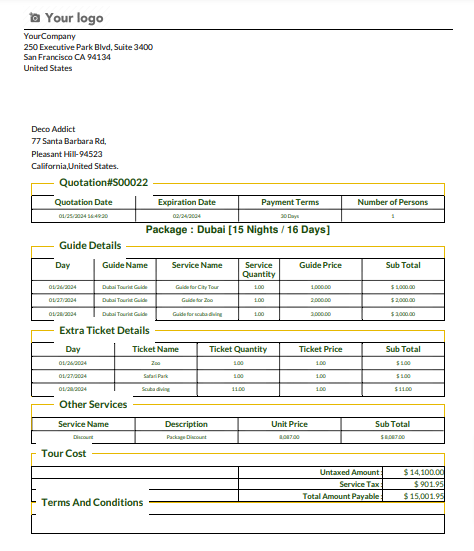 Your logo
YourCompany
250 Executive Park Blvd, Suite 3400
San Francisco CA 94134
United States
Deco Addict
77 Santa Barbara Rd,
Pleasant Hill-94523
California,United States.
Quotation#S00022
Quotation Date Expiration Date Payment Terms Number of Persons
01/25/2024 16:49:20 02/24/2024 30 Days 1
Package : Dubai [15 Nights / 16 Days]
Guide Details
Day Guide Name Service Name Service Quantity Guide Price Sub Total
01/26/2024 Dubai Tourist Guide Guide for City Tour 1.00 1,000.00 $ 1,000.00
01/27/2024 Dubai Tourist Guide Guide for Zoo 1.00 2,000.00 $ 2,000.00
01/28/2024 Dubai Tourist Guide Guide for scuba diving 1.00 3,000.00 $ 3,000.00
Extra Ticket Details
Day Ticket Name Ticket Quantity Ticket Price Sub Total
01/26/2024 Zoo 1.00 1.00 $ 1.00
01/27/2024 Safari Park 1.00 1.00 $ 1.00
01/28/2024 Scuba diving 11.00 1.00 $ 11.00
Other Services
Service Name Description Unit Price Sub Total
Discount Package Discount 8,087.00 $ 8,087.00
Tour Cost
Untaxed Amount : $ 14,100.00
Service Tax : $ 901.95
Total Amount Payable : $ 15,001.95
Terms And Conditions